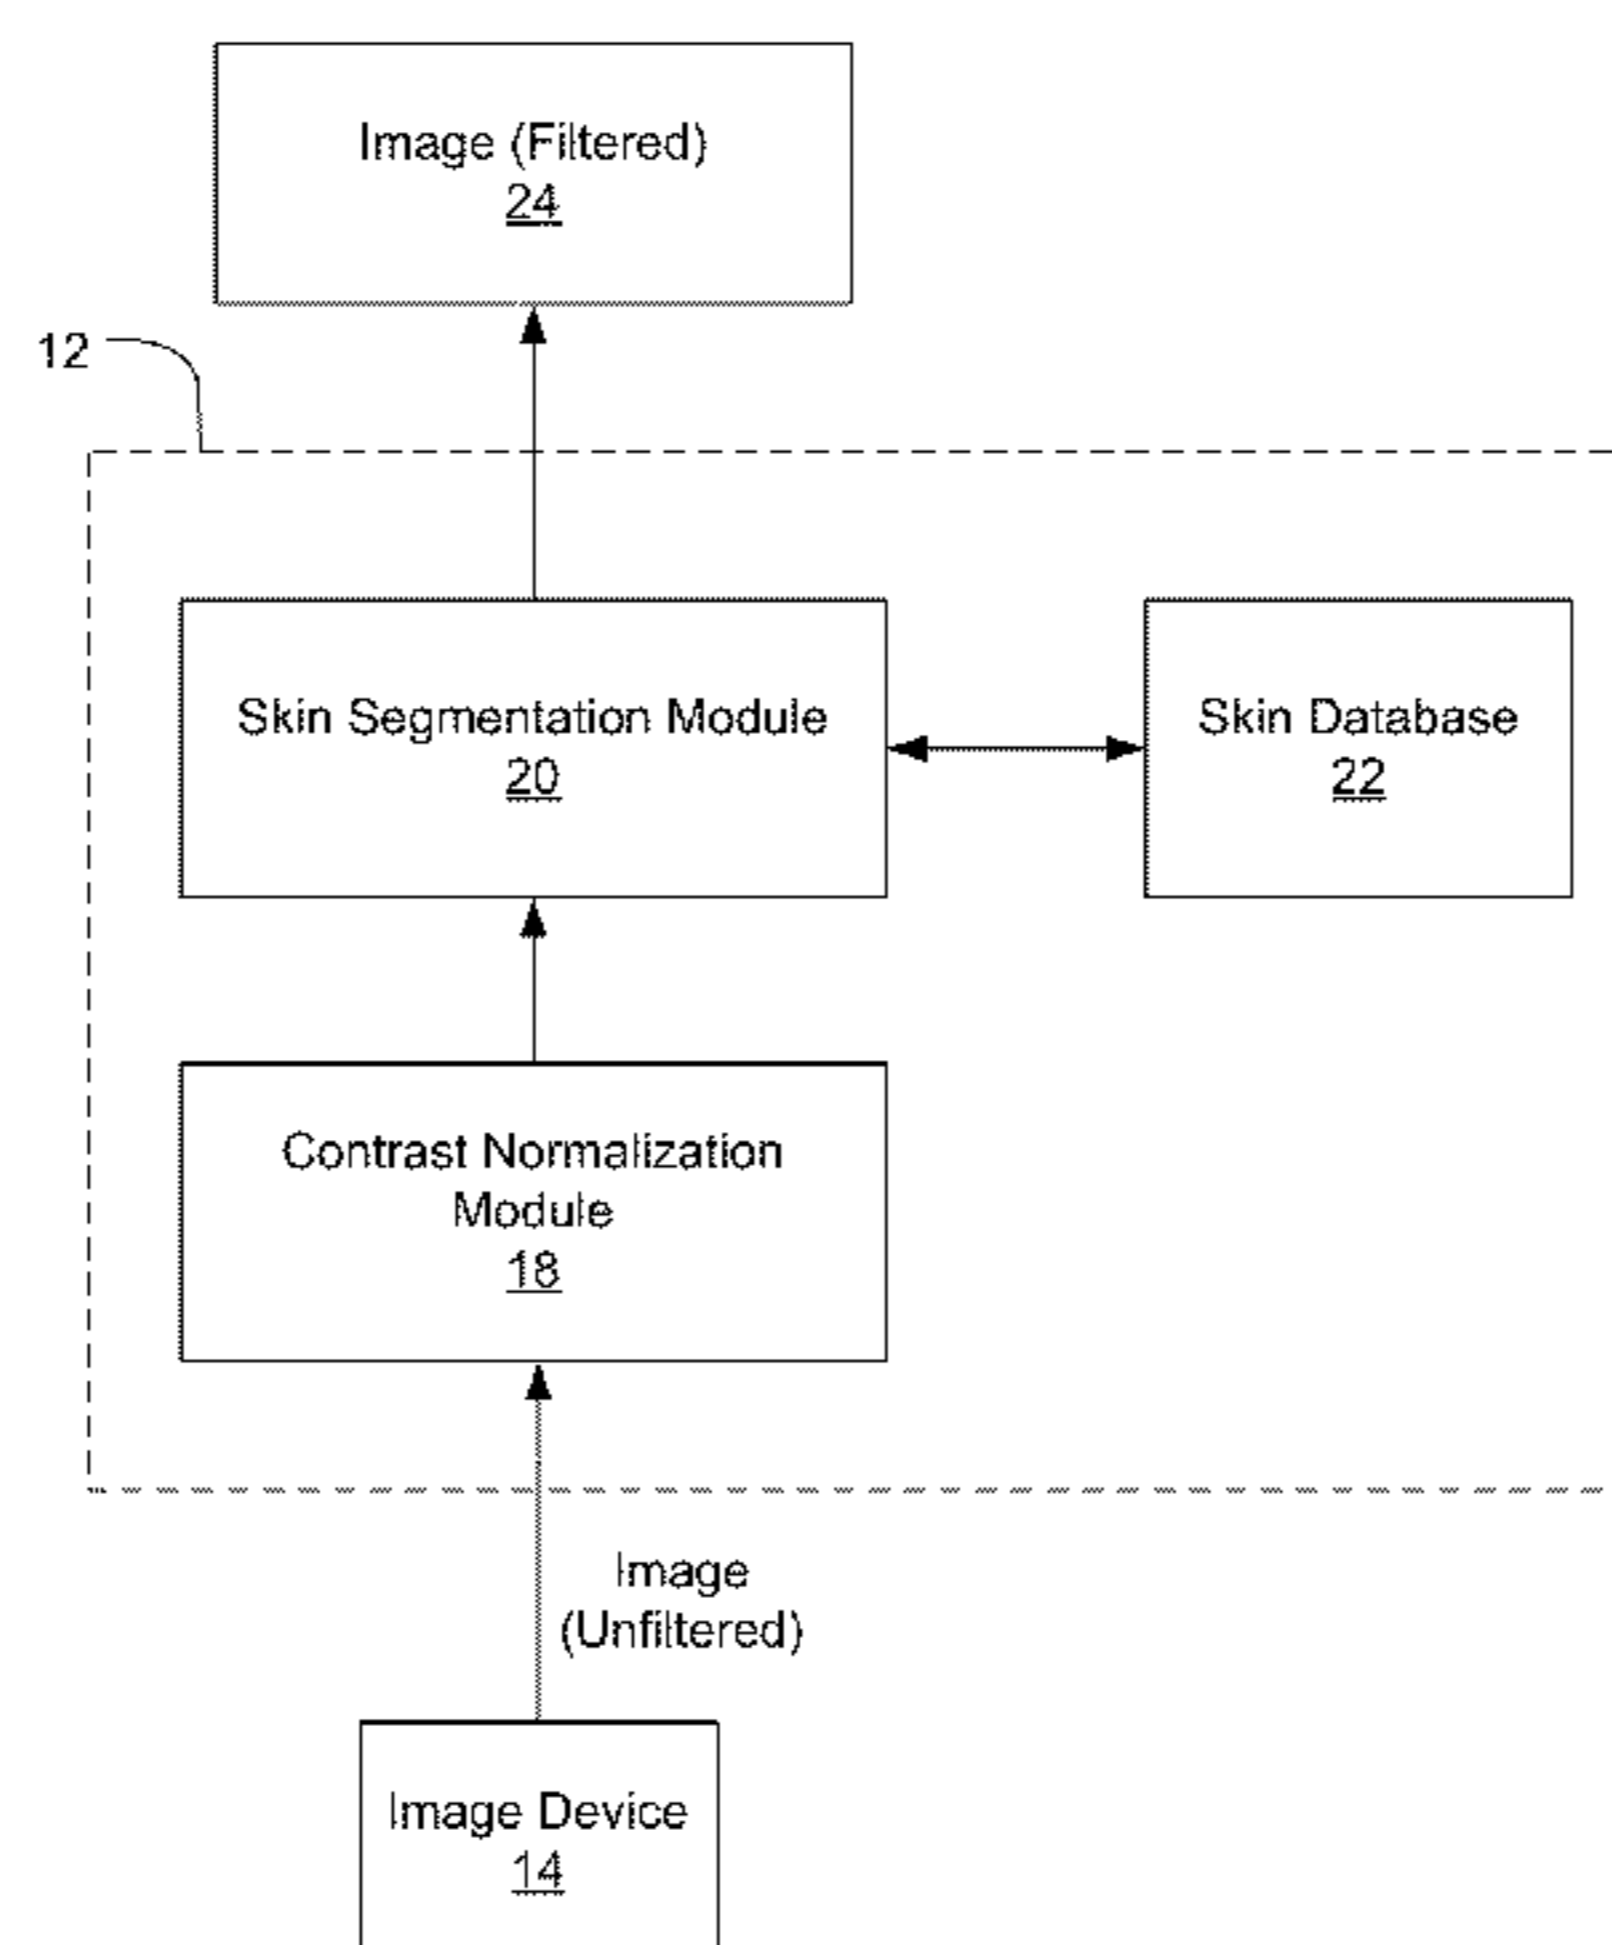 Image (Filtered)
24
12
Skin Segmentation Module
20
Skin Database
22
Contrast Normalization
Module
18
Image
(Unfiltered)
Image Device
14